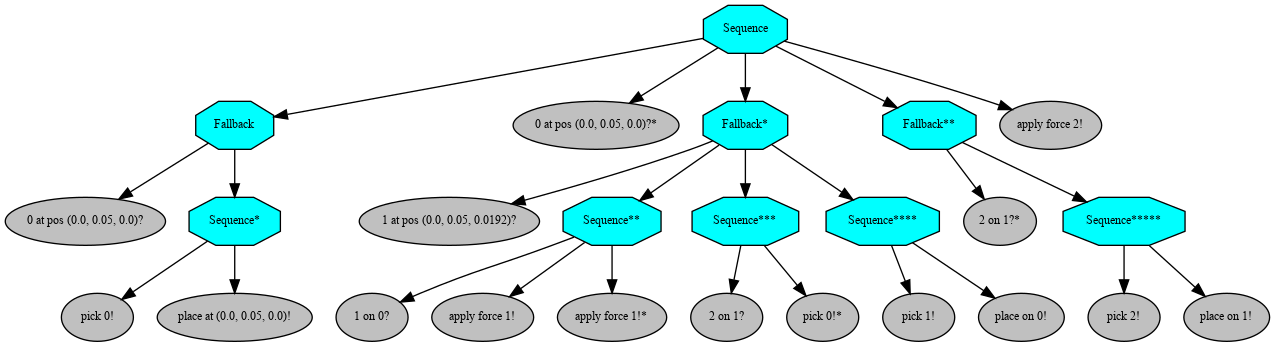 Sequence
Fallback
0 at pos (0.0, 0.05, 0.0)?*
Fallback*
Fallback**
apply force 2!
0 at pos (0.0, 0.05, 0.0)?
Sequence*
1 at pos (0.0, 0.05, 0.0192)?
Sequence**
Sequence***
Sequence****
2 on 1?*
Sequence*****
pick 0!
place at (0.0, 0.05, 0.0)!
1 on 0?
apply force 1!
apply force 1!*
2 on 1?
pick 0!*
pick 1!
place on 0!
pick 2!
place on 1!